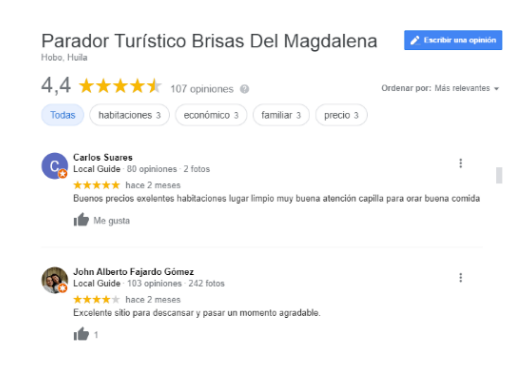 Parador Turístico Brisas Del Magdalena
Escribir una opinión
Hobo, Huila
4,4 107 opiniones
Ordenar por: Más relevantes
Todas habitaciones 3 económico 3 familiar 3 precio 3
C Carlos Suares
Local Guide · 80 opiniones · 2 fotos
hace 2 meses
Buenos precios exelentes habitaciones lugar limpio muy buena atención capilla para orar buena comida
Me gusta
John Alberto Fajardo Gómez
Local Guide · 103 opiniones · 242 fotos
hace 2 meses
Excelente sitio para descansar y pasar un momento agradable.
1